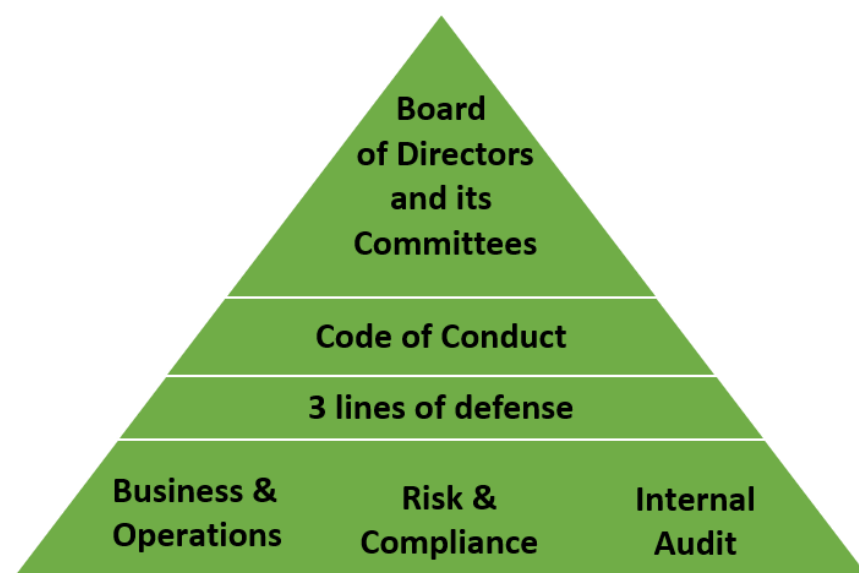 Board
of Directors
and its
Committees
Code of Conduct
3 lines of defense
Business &
Operations
Risk &
Compliance
Internal
Audit